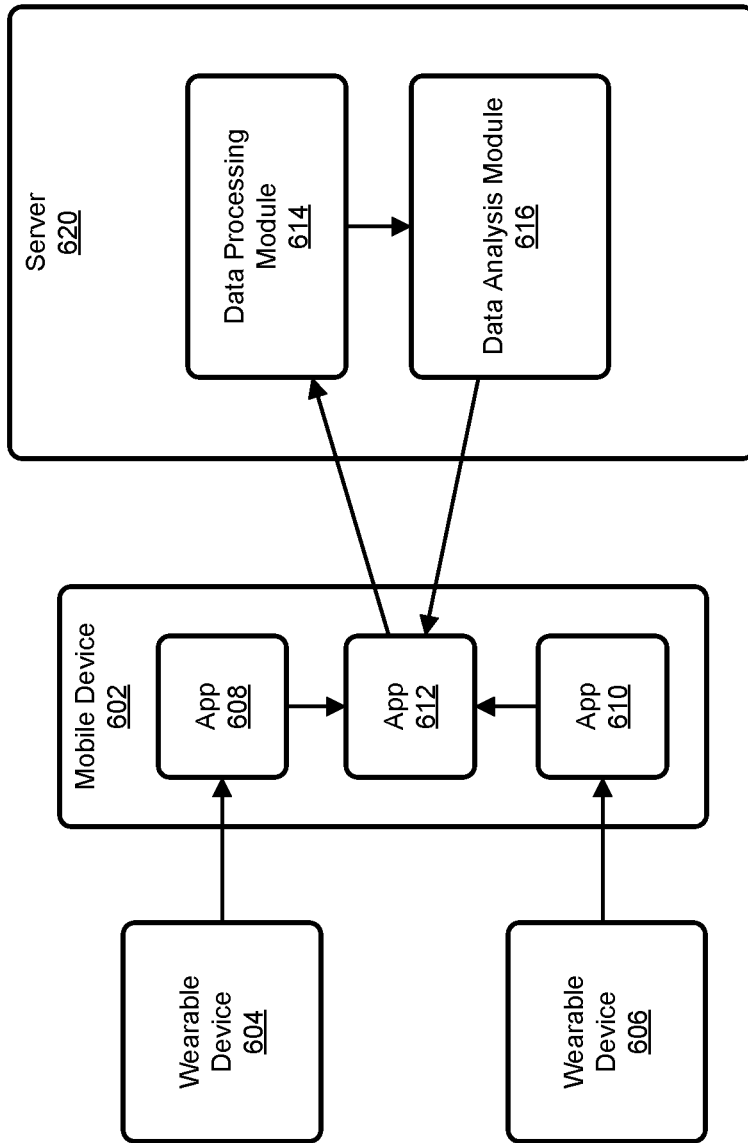 Wearable
Device
604
Wearable
Device
606
Mobile Device
602
App
608
App
612
App
610
Server
620
Data Processing
Module
614
Data Analysis Module
616